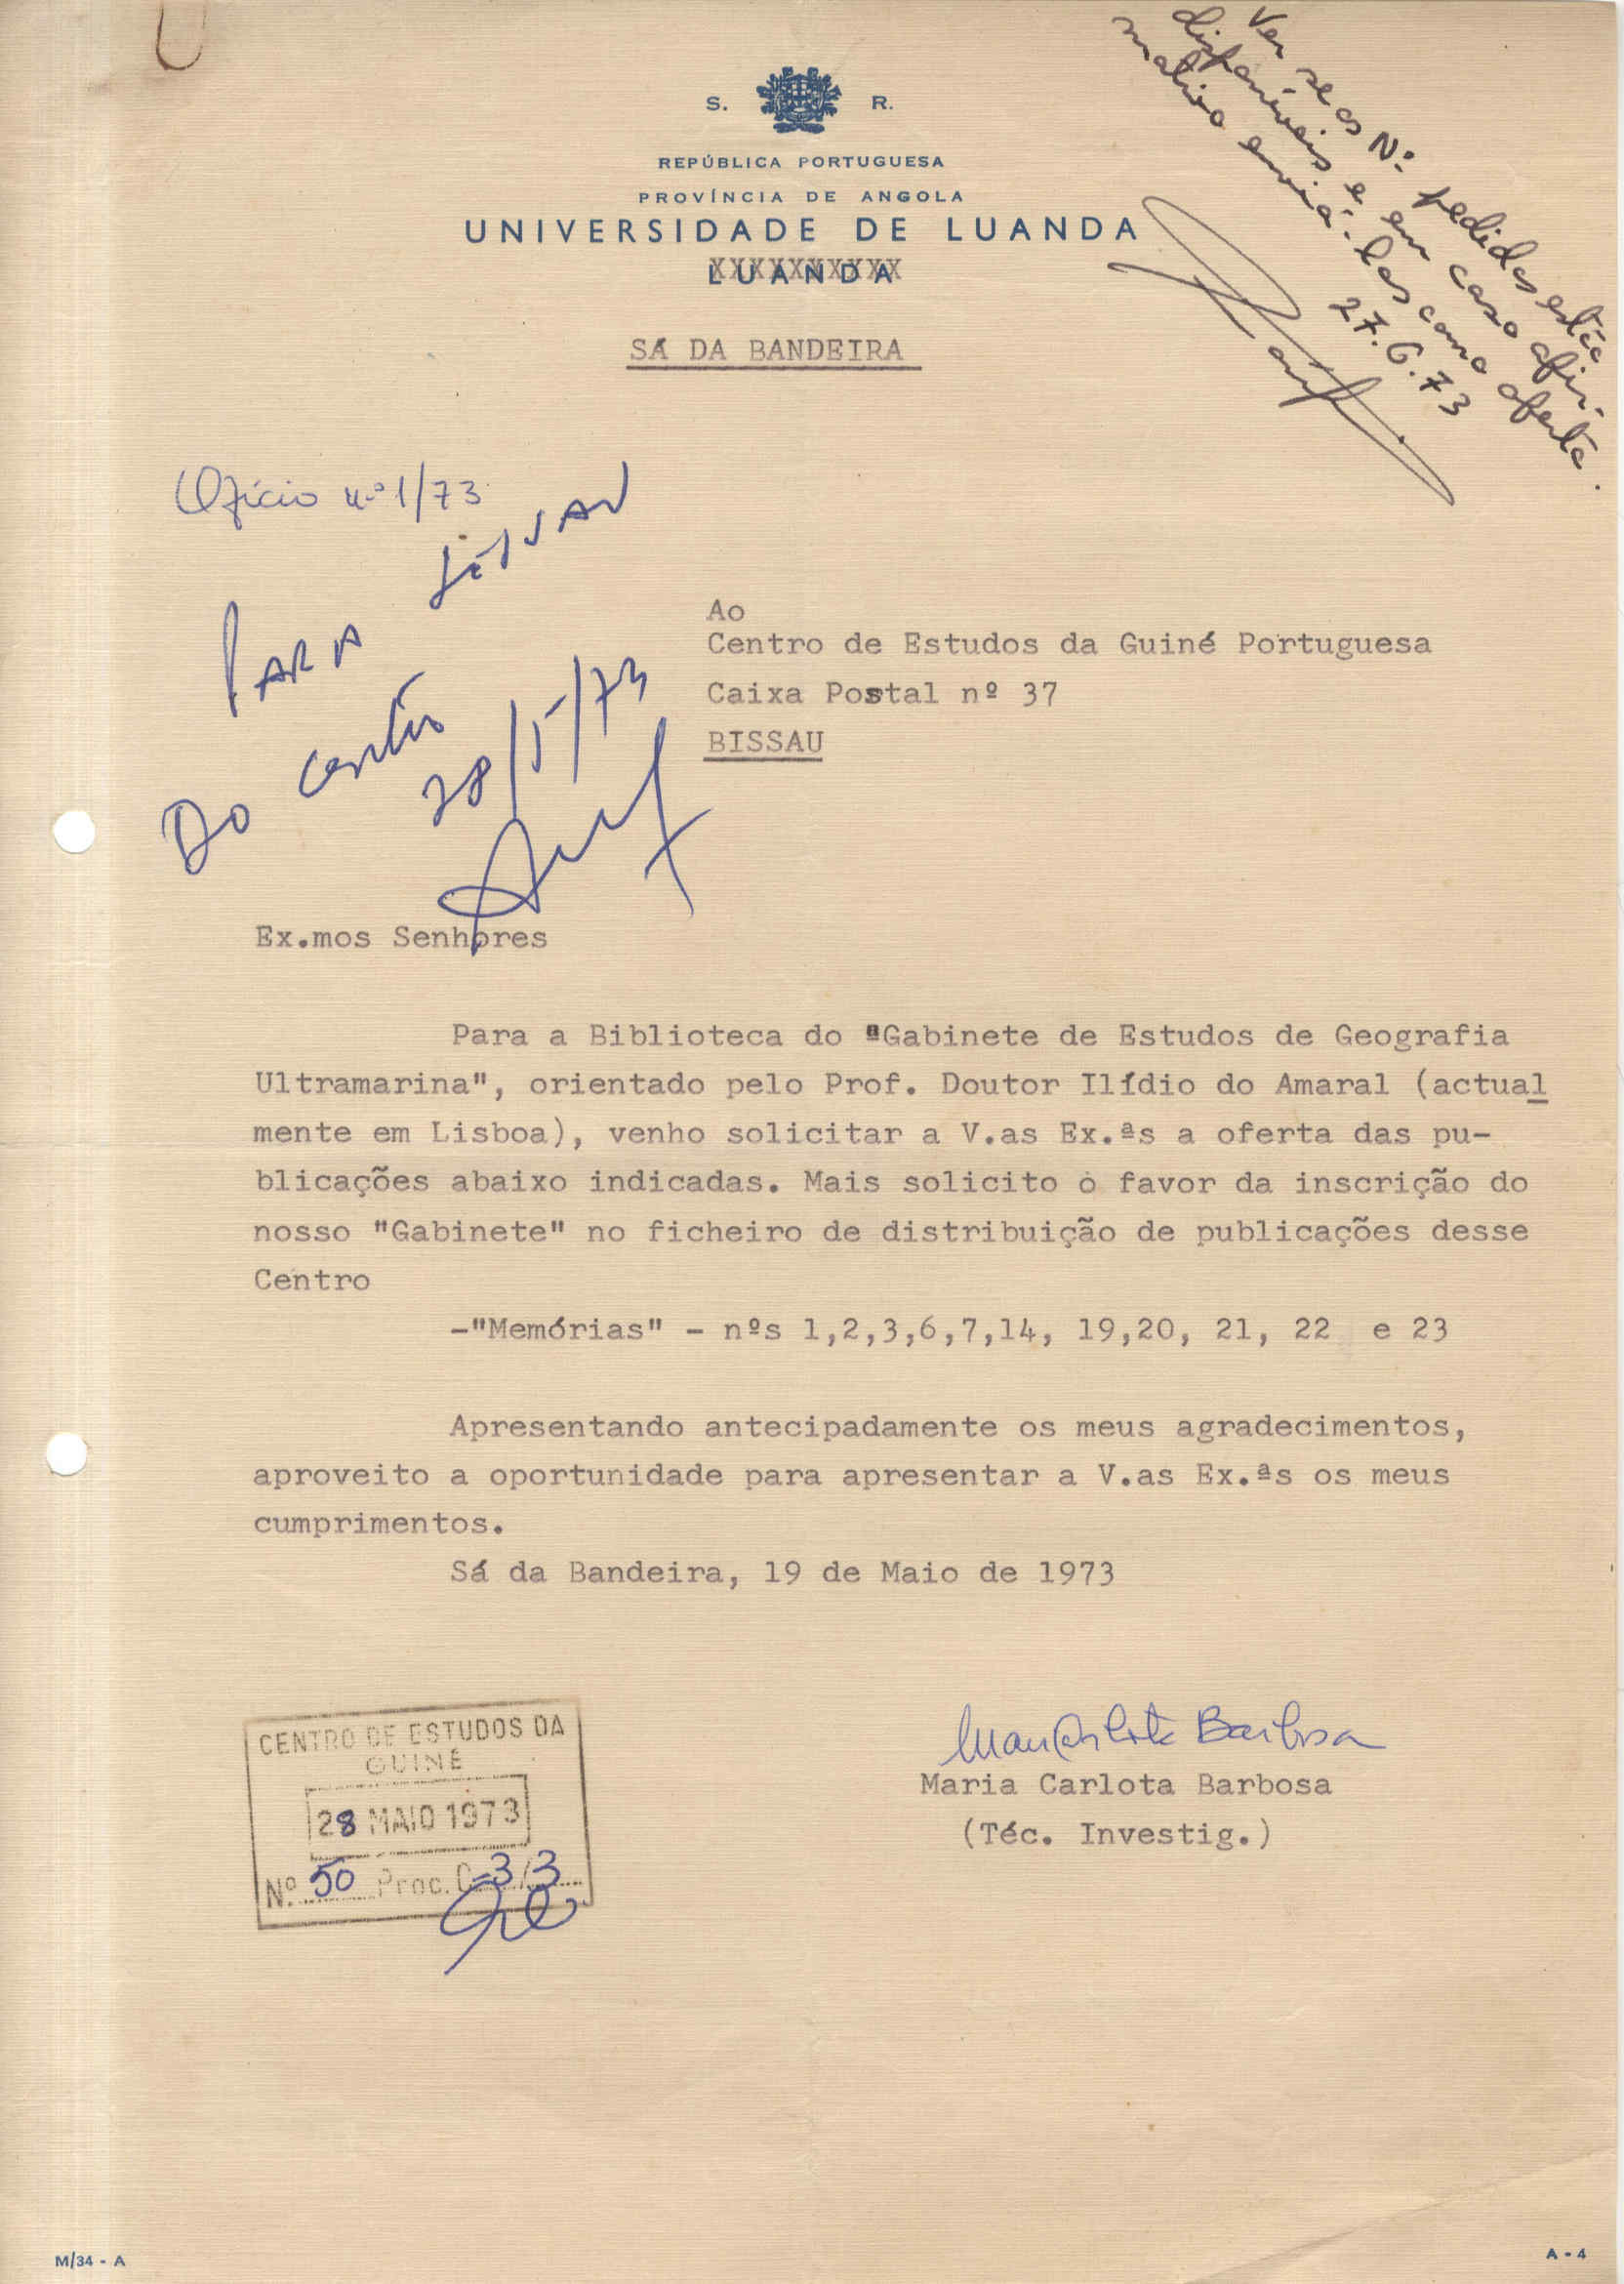 S. R.
REPÚBLICA PORTUGUESA
PROVÍNCIA DE ANGOLA
UNIVERSIDADE DE LUANDA
LUANDA
SÁ DA BANDEIRA
Ver se os Nº. pedidos estão
disponíveis e em caso afir-
mativo enviá-los como oferta.
27.6.73
Ofício nº 1/73
PARA
Do centro
28/5/73
Ao
Centro de Estudos da Guiné Portuguesa
Caixa Postal nº 37
BISSAU
Ex.mos Senhores
Para a Biblioteca do "Gabinete de Estudos de Geografia
Ultramarina", orientado pelo Prof. Doutor Ilídio do Amaral (actual
mente em Lisboa), venho solicitar a V.as Ex.ªs a oferta das pu-
blicações abaixo indicadas. Mais solicito o favor da inscrição do
nosso "Gabinete" no ficheiro de distribuição de publicações desse
Centro
-"Memórias" - nºs 1,2,3,6,7,14, 19,20, 21, 22 e 23
Apresentando antecipadamente os meus agradecimentos,
aproveito a oportunidade para apresentar a V.as Ex.ªs os meus
cumprimentos.
Sá da Bandeira, 19 de Maio de 1973
Maria Carlota Barbosa
Maria Carlota Barbosa
(Téc. Investig.)
CENTRO DE ESTUDOS DA
GUINÉ
28 MAIO 1973
Nº. 50 Proc. C-3/3
M/34 - A
A - 4